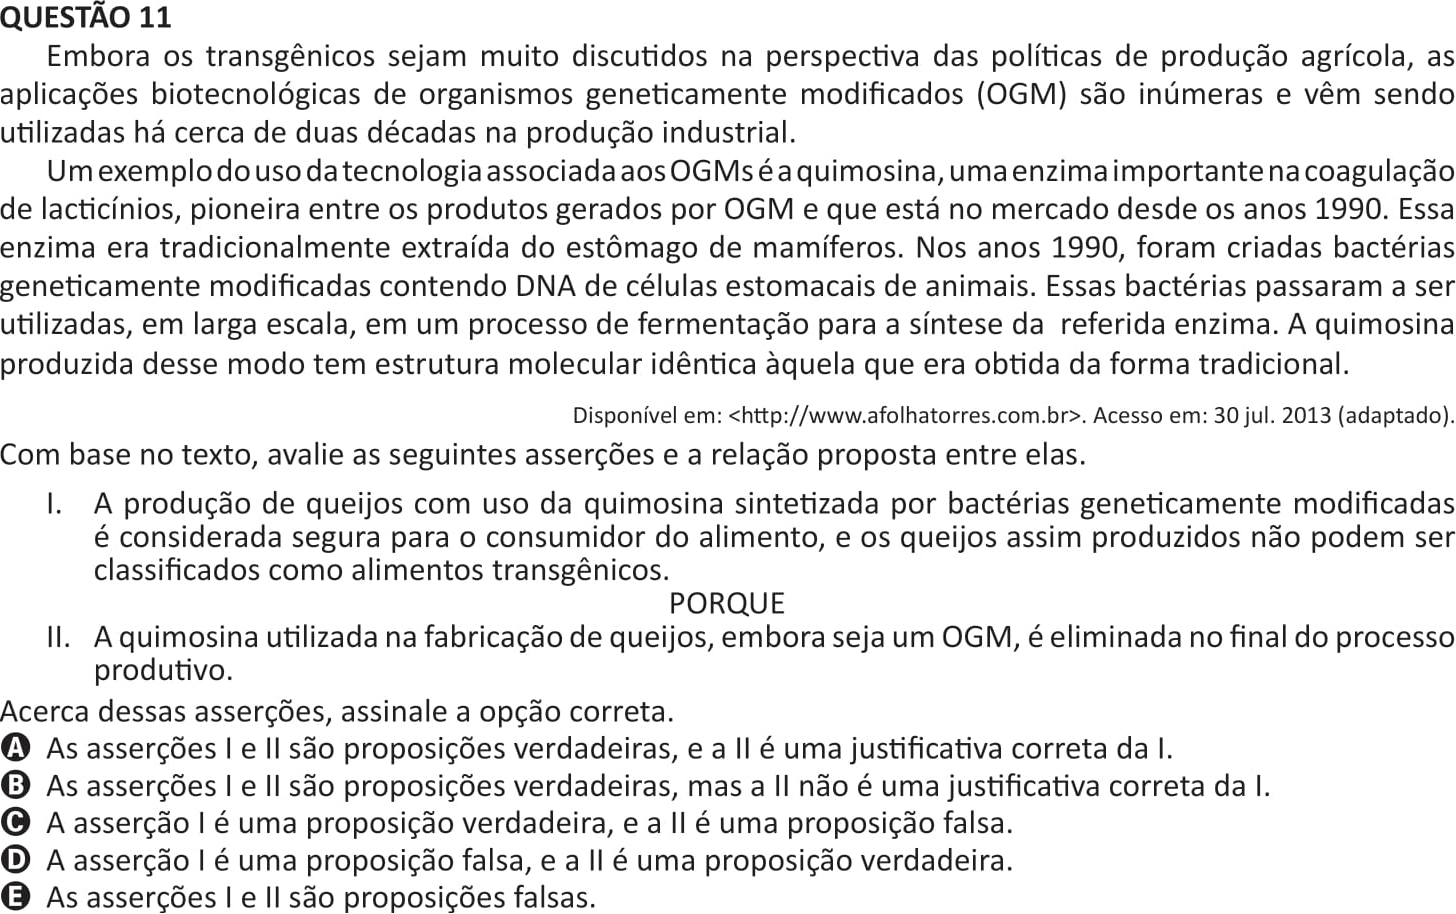 QUESTÃO 11
Embora os transgênicos sejam muito discutidos na perspectiva das políticas de produção agrícola, as
aplicações biotecnológicas de organismos geneticamente modificados (OGM) são inúmeras e vêm sendo
utilizadas há cerca de duas décadas na produção industrial.
Um exemplo do uso da tecnologia associada aos OGMs é a quimosina, uma enzima importante na coagulação
de lacticínios, pioneira entre os produtos gerados por OGM e que está no mercado desde os anos 1990. Essa
enzima era tradicionalmente extraída do estômago de mamíferos. Nos anos 1990, foram criadas bactérias
geneticamente modificadas contendo DNA de células estomacais de animais. Essas bactérias passaram a ser
utilizadas, em larga escala, em um processo de fermentação para a síntese da referida enzima. A quimosina
produzida desse modo tem estrutura molecular idêntica àquela que era obtida da forma tradicional.
Disponível em: <http://www.afolhatorres.com.br>. Acesso em: 30 jul. 2013 (adaptado).
Com base no texto, avalie as seguintes asserções e a relação proposta entre elas.
I. A produção de queijos com uso da quimosina sintetizada por bactérias geneticamente modificadas
é considerada segura para o consumidor do alimento, e os queijos assim produzidos não podem ser
classificados como alimentos transgênicos.
PORQUE
II. A quimosina utilizada na fabricação de queijos, embora seja um OGM, é eliminada no final do processo
produtivo.
Acerca dessas asserções, assinale a opção correta.
A As asserções I e II são proposições verdadeiras, e a II é uma justificativa correta da I.
B As asserções I e II são proposições verdadeiras, mas a II não é uma justificativa correta da I.
C A asserção I é uma proposição verdadeira, e a II é uma proposição falsa.
D A asserção I é uma proposição falsa, e a II é uma proposição verdadeira.
E As asserções I e II são proposições falsas.